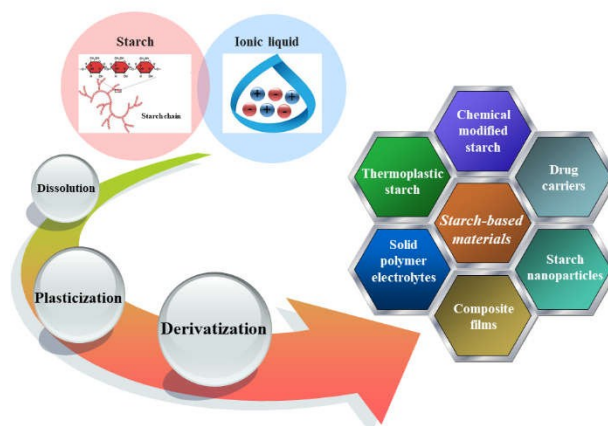 Starch
Ionic liquid
Starch chain
Dissolution
Plasticization
Derivatization
Chemical
modified
starch
Thermoplastic
starch
Drug
carriers
Starch-based
materials
Solid
polymer
electrolytes
Starch
nanoparticles
Composite
films